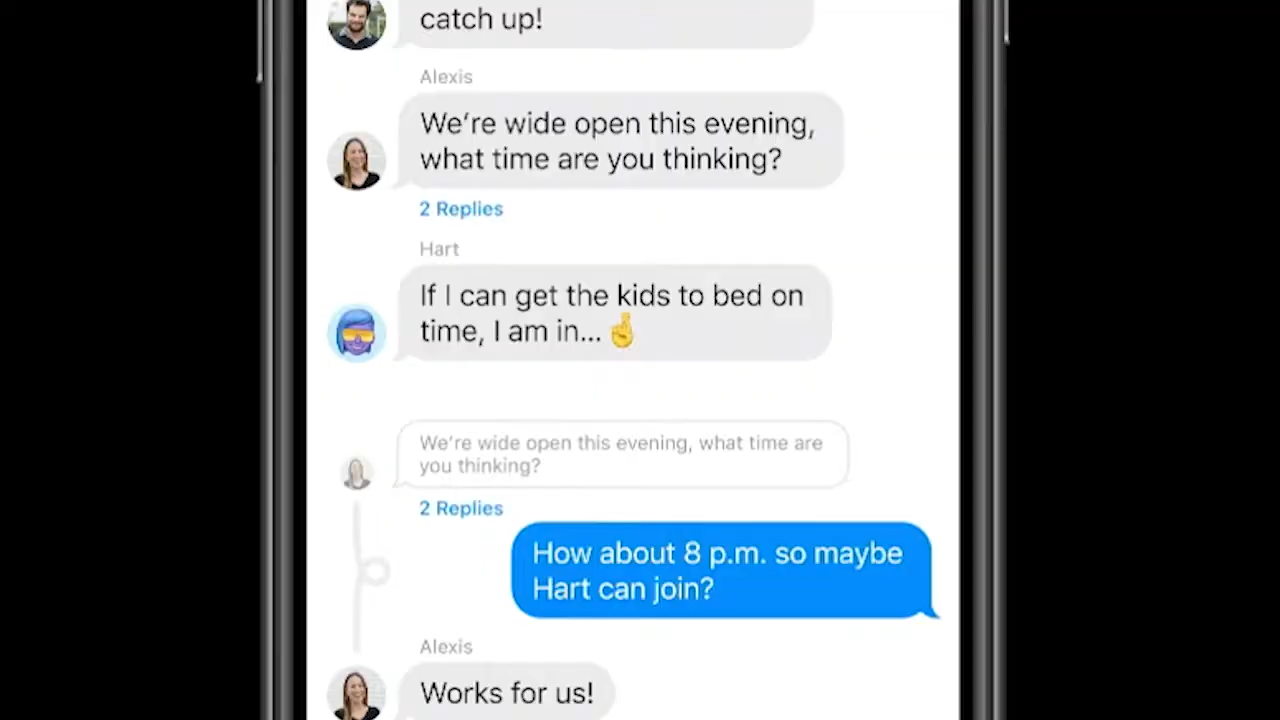 catch up!
Alexis
We’re wide open this evening,
what time are you thinking?
2 Replies
Hart
If I can get the kids to bed on
time, I am in...🤞
We’re wide open this evening, what time are
you thinking?
2 Replies
How about 8 p.m. so maybe
Hart can join?
Alexis
Works for us!